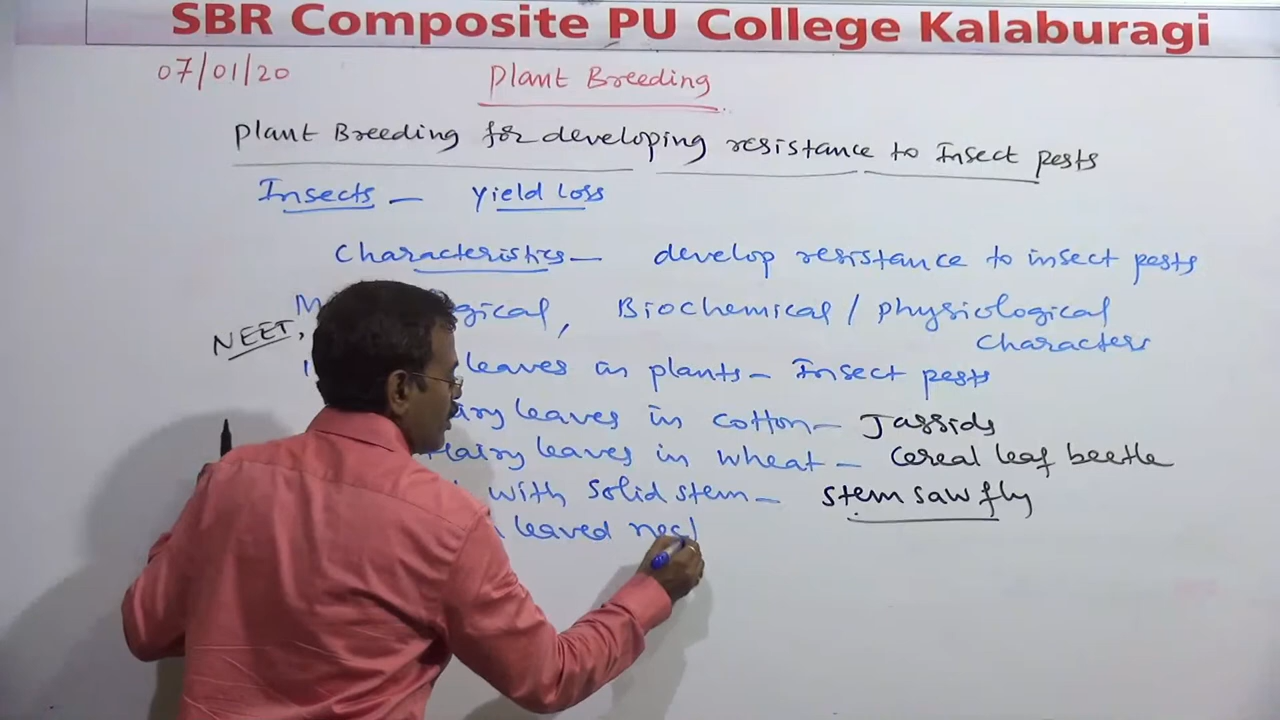 SBR Composite PU College Kalaburagi
07/01/20 Plant Breeding
Plant Breeding for developing resistance to Insect pests
Insects — Yield loss
Characteristics — develop resistance to insect pests
Biochemical / physiological
characters
NEET,
leaves in plants — Insect pests
leaves in cotton — Jassids
Hairy leaves in wheat — Cereal leaf beetle
with solid stem — Stem saw fly
leaved